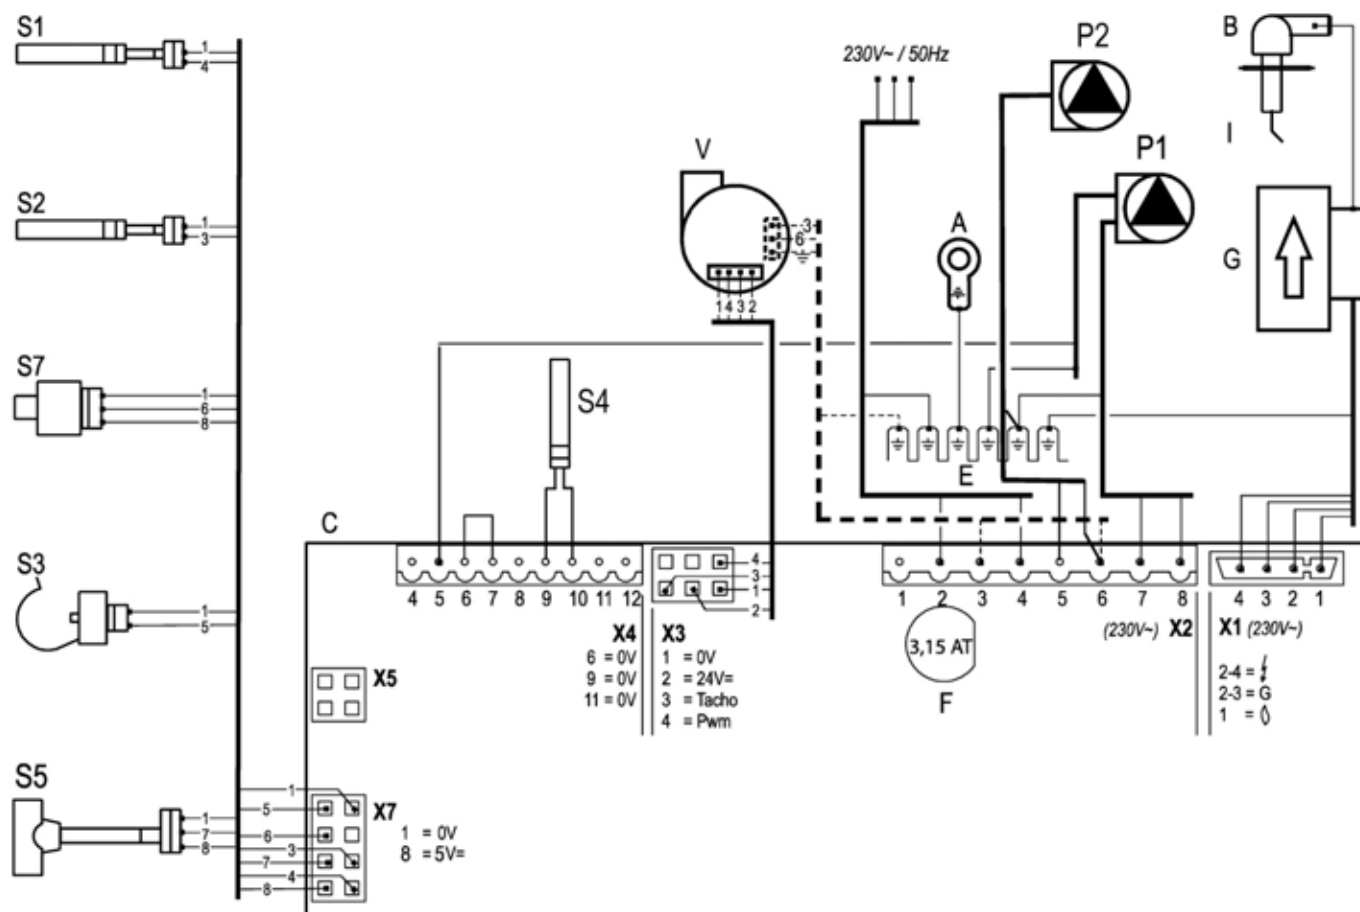 S1
1
4
S2
1
3
S7
1
6
8
S3
1
5
S5
1
7
8
230V~ / 50Hz
P2
B
I
V
3
6
1 4 3 2
A
P1
G
S4
E
C
4 5 6 7 8 9 10 11 12
X4
6 = 0V
9 = 0V
11 = 0V
4
3
1
2
X3
1 = 0V
2 = 24V=
3 = Tacho
4 = Pwm
1 2 3 4 5 6 7 8
(230V~) X2
3,15 AT
F
4 3 2 1
X1 (230V~)
2-4 =
2-3 = G
1 =
X5
1
5
6
3
7
4
8
X7
1 = 0V
8 = 5V=